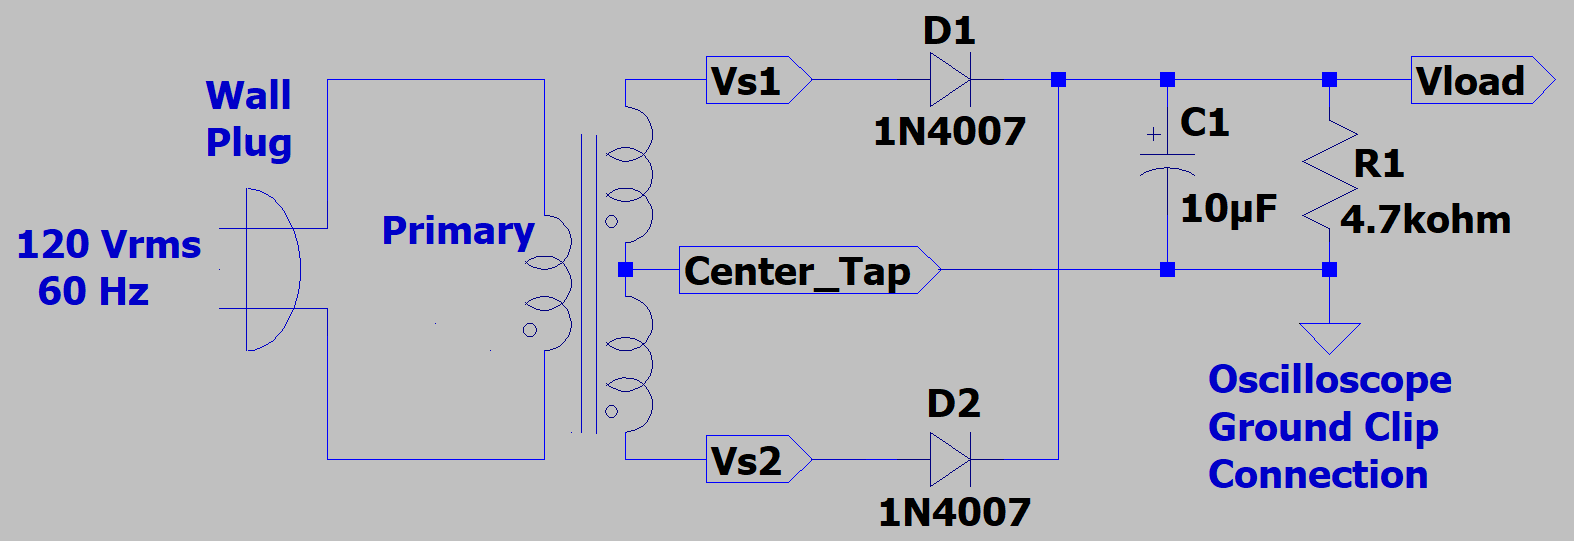 Wall
Plug
120 Vrms
60 Hz
Primary
Vs1
D1
1N4007
Center_Tap
Vs2
D2
1N4007
C1
+
10µF
R1
4.7kohm
Vload
Oscilloscope
Ground Clip
Connection